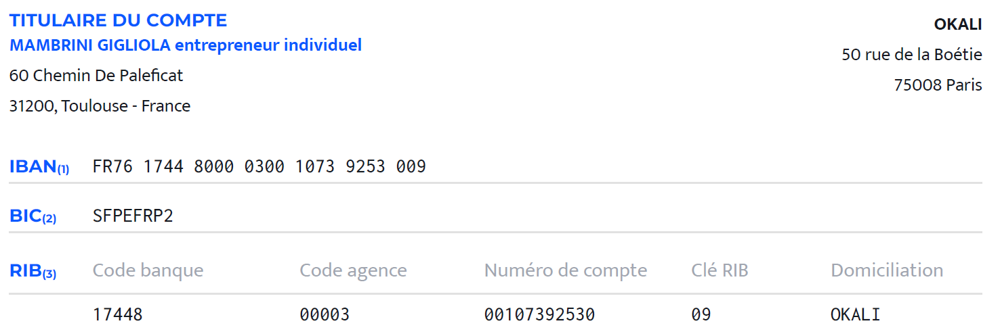 TITULAIRE DU COMPTE
MAMBRINI GIGLIOLA entrepreneur individuel
60 Chemin De Paleficat
31200, Toulouse - France
OKALI
50 rue de la Boétie
75008 Paris
IBAN(1) FR76 1744 8000 0300 1073 9253 009
BIC(2) SFPEFRP2
RIB(3) Code banque Code agence Numéro de compte Clé RIB Domiciliation
17448 00003 00107392530 09 OKALI